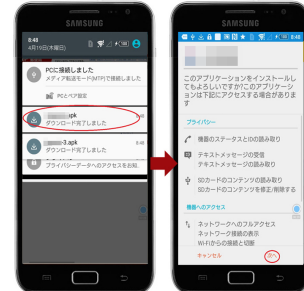 SAMSUNG
8:48
4月19日(木曜日)
PCに接続しました
メディア転送モード(MTP)で接続しました
PCとペア設定
.apk
8:48
ダウンロード完了しました
-3.apk
8:48
ダウンロード完了しました
プライバシーデータへのアクセスをお知..
SAMSUNG
8:48
このアプリケーションをインストールし
てもよろしいですか?このアプリケーシ
ョンは下記にアクセスする場合がありま
す
プライバシー
機器のステータスとIDの読み取り
テキストメッセージの受信
テキストメッセージの読み取り
SDカードのコンテンツの読み取り
SDカードのコンテンツを修正/削除する
機器へのアクセス
ネットワークへのフルアクセス
ネットワーク接続の表示
Wi-Fiからの接続と切断
キャンセル
次へ